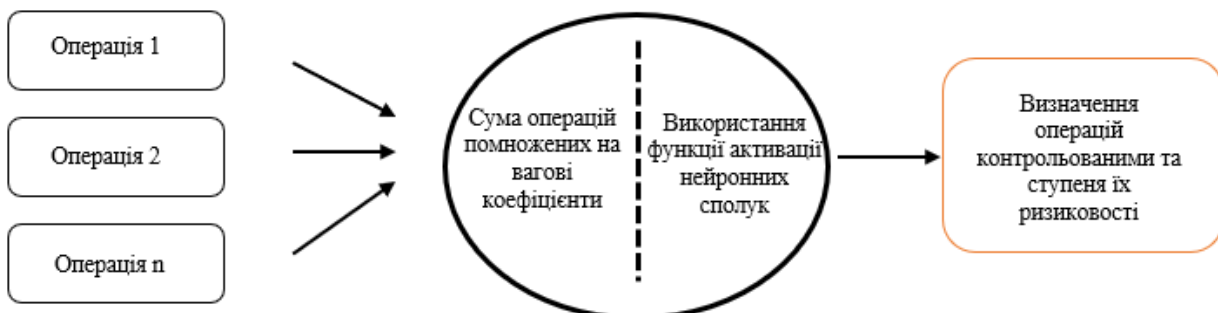 Операція 1
Операція 2
Операція n
Сума операцій
помножених на
вагові
коефіцієнти
Використання
функції активації
нейронних
сполук
Визначення
операцій
контрольованими та
ступеня їх
ризиковості